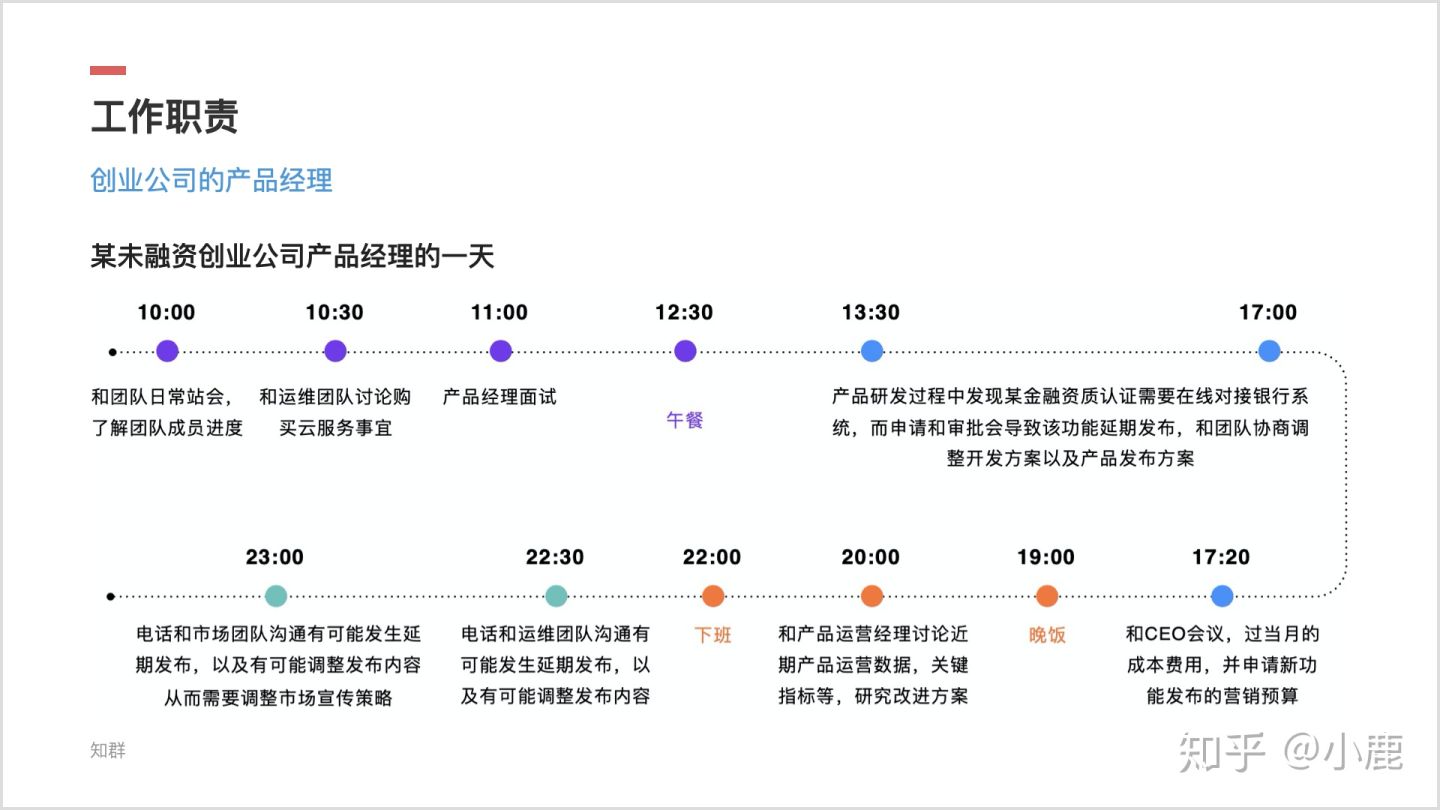 工作职责
创业公司的产品经理
某未融资创业公司产品经理的一天
10:00
和团队日常站会，
了解团队成员进度
10:30
和运维团队讨论购
买云服务事宜
11:00
产品经理面试
12:30
午餐
13:30
17:00
产品研发过程中发现某金融资质认证需要在线对接银行系
统，而申请和审批会导致该功能延期发布，和团队协商调
整开发方案以及产品发布方案
17:20
和CEO会议，过当月的
成本费用，并申请新功
能发布的营销预算
19:00
晚饭
20:00
和产品运营经理讨论近
期产品运营数据，关键
指标等，研究改进方案
22:00
下班
22:30
电话和运维团队沟通有
可能发生延期发布，以
及有可能调整发布内容
23:00
电话和市场团队沟通有可能发生延
期发布，以及有可能调整发布内容
从而需要调整市场宣传策略
知群
知乎 @小鹿